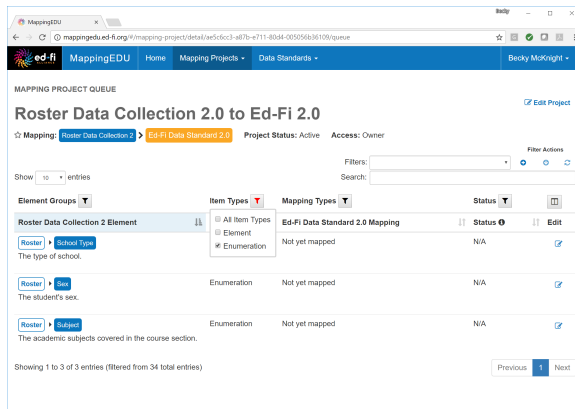 Becky
MappingEDU
mappingedu.ed-fi.org/#/mapping-project/detail/ae5c6cc3-a87b-e711-80d4-005056b36109/queue
ed-fi ALLIANCE MappingEDU Home Mapping Projects Data Standards Becky McKnight
MAPPING PROJECT QUEUE
Edit Project
Roster Data Collection 2.0 to Ed-Fi 2.0
Mapping: Roster Data Collection 2 Ed-Fi Data Standard 2.0 Project Status: Active Access: Owner
Filter Actions
Filters:
Show 10 entries Search:
Element Groups Item Types Mapping Types Status
Roster Data Collection 2 Element All Item Types Ed-Fi Data Standard 2.0 Mapping Status Edit
Element
Enumeration
Roster School Type Not yet mapped N/A
The type of school.
Roster Sex Enumeration Not yet mapped N/A
The student's sex.
Roster Subject Enumeration Not yet mapped N/A
The academic subjects covered in the course section.
Showing 1 to 3 of 3 entries (filtered from 34 total entries) Previous 1 Next